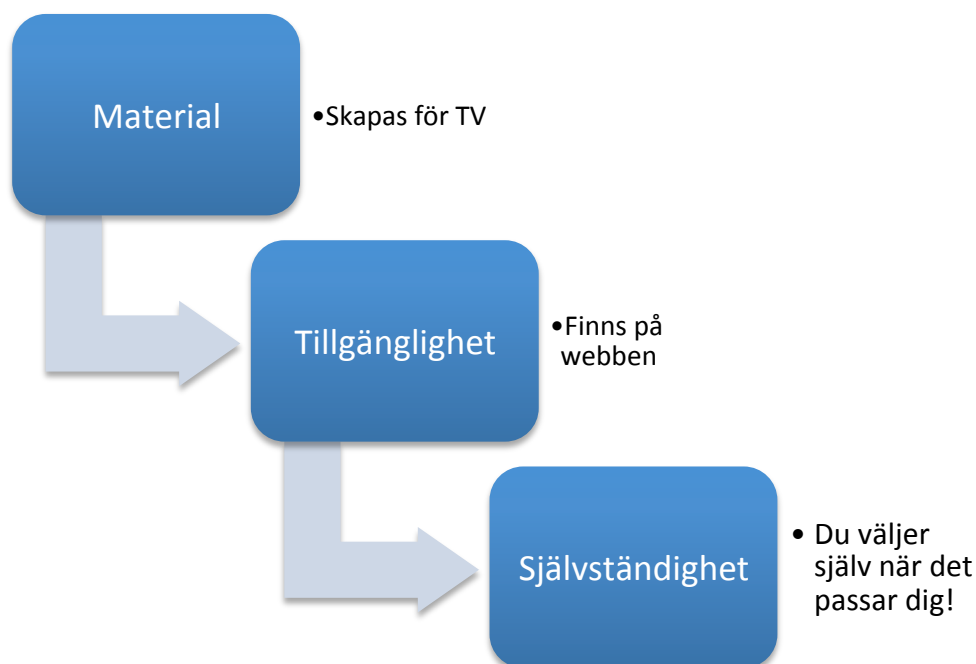 Material
•Skapas för TV
Tillgänglighet
•Finns på
webben
Självständighet
• Du väljer
själv när det
passar dig!